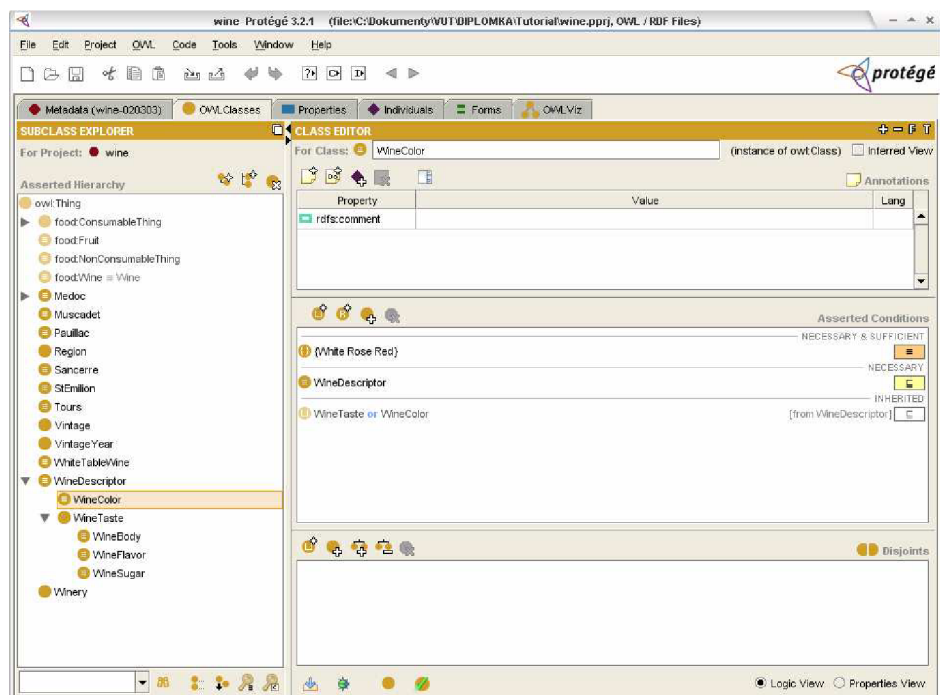 wine Protégé 3.2.1 (file:\C:\Dokumenty\VUT\DIPLOMKA\Tutorial\wine.pprj, OWL / RDF Files)
File Edit Project OWL Code Tools Window Help
protégé
Metadata (wine-020303) OWLClasses Properties Individuals Forms OWLViz
SUBCLASS EXPLORER
For Project: wine
Asserted Hierarchy
owl:Thing
food:ConsumableThing
food:Fruit
food:NonConsumableThing
food:Wine ≡ Wine
Medoc
Muscadet
Pauillac
Region
Sancerre
StEmilion
Tours
Vintage
VintageYear
WhiteTableWine
WineDescriptor
WineColor
WineTaste
WineBody
WineFlavor
WineSugar
Winery
CLASS EDITOR
F T
For Class: WineColor (instance of owl:Class) Inferred View
Annotations
Property Value Lang
rdfs:comment
Asserted Conditions
NECESSARY & SUFFICIENT
{White Rose Red} ≡
NECESSARY
WineDescriptor ⊑
INHERITED
WineTaste or WineColor [from WineDescriptor] ⊑
Disjoints
Logic View Properties View